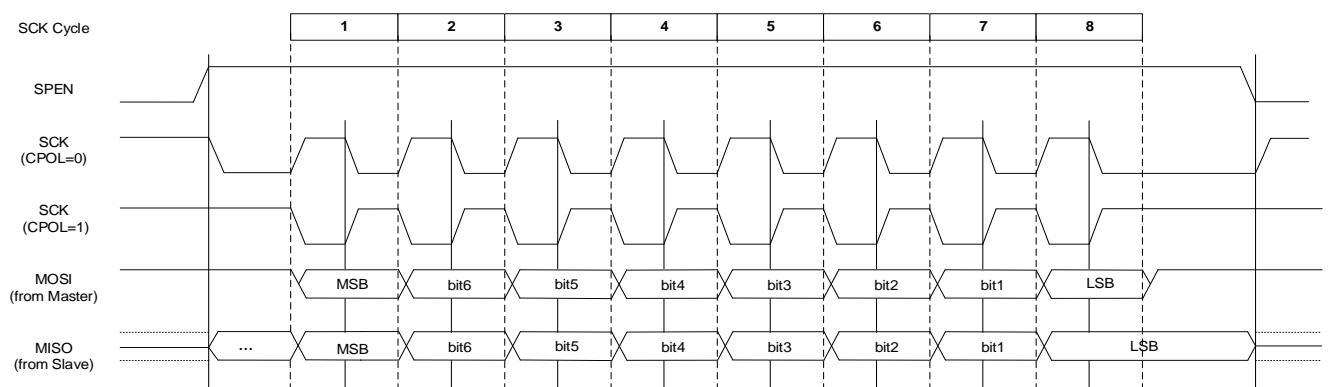 SCK Cycle 1 2 3 4 5 6 7 8
SPEN
SCK
(CPOL=0)
SCK
(CPOL=1)
MOSI
(from Master)
MSB bit6 bit5 bit4 bit3 bit2 bit1 LSB
MISO
(from Slave)
... MSB bit6 bit5 bit4 bit3 bit2 bit1 LSB